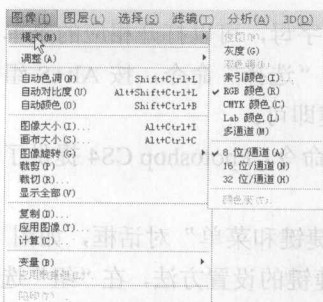 图像(I) 图层(L) 选择(S) 滤镜(T) 分析(A) 3D(D)
模式(M)
调整(A)
自动色调(N) Shift+Ctrl+L
自动对比度(U) Alt+Shift+Ctrl+L
自动颜色(O) Shift+Ctrl+B
图像大小(I)... Alt+Ctrl+I
画布大小(S)... Alt+Ctrl+C
图像旋转(G)
裁剪(P)
裁切(R)...
显示全部(V)
复制(D)...
应用图像(Y)...
计算(C)...
变量(B)
灰度(G)
索引颜色(I)
✓ RGB 颜色(R)
CMYK 颜色(C)
Lab 颜色(L)
多通道(M)
✓ 8 位/通道(A)
16 位/通道(N)
32 位/通道(H)
颜色表(T)...